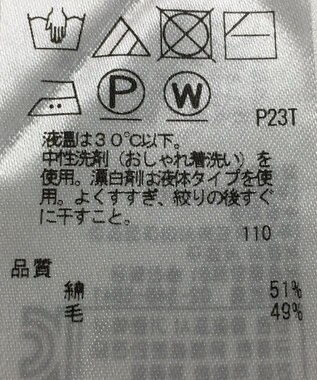 P W
P23T
液温は30℃以下。
中性洗剤（おしゃれ着洗い）を
使用。漂白剤は液体タイプを使
用。よくすすぎ、絞りの後すぐ
に干すこと。
110
品質
綿 51%
毛 49%